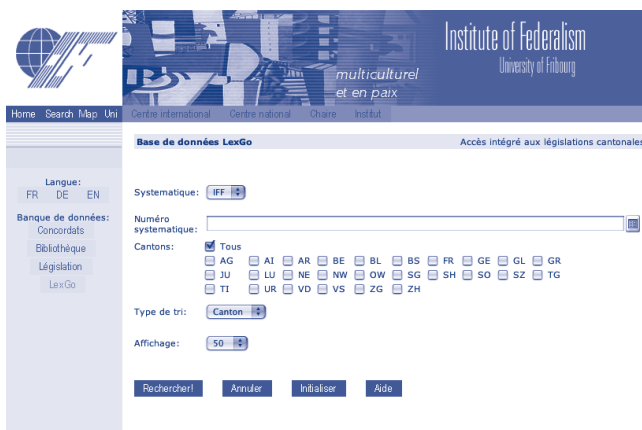 Institute of Federalism
University of Fribourg
multiculturel
et en paix
Home Search Map Uni
Centre international Centre national Chaire Institut
Base de données LexGo Accès intégré aux législations cantonales
Langue:
FR DE EN
Banque de données:
Concordats
Bibliothèque
Législation
LexGo
Systematique: IFF
Numéro
systematique:
Cantons: Tous
AG AI AR BE BL BS FR GE GL GR
JU LU NE NW OW SG SH SO SZ TG
TI UR VD VS ZG ZH
Type de tri: Canton
Affichage: 50
Rechercher! Annuler Initialiser Aide